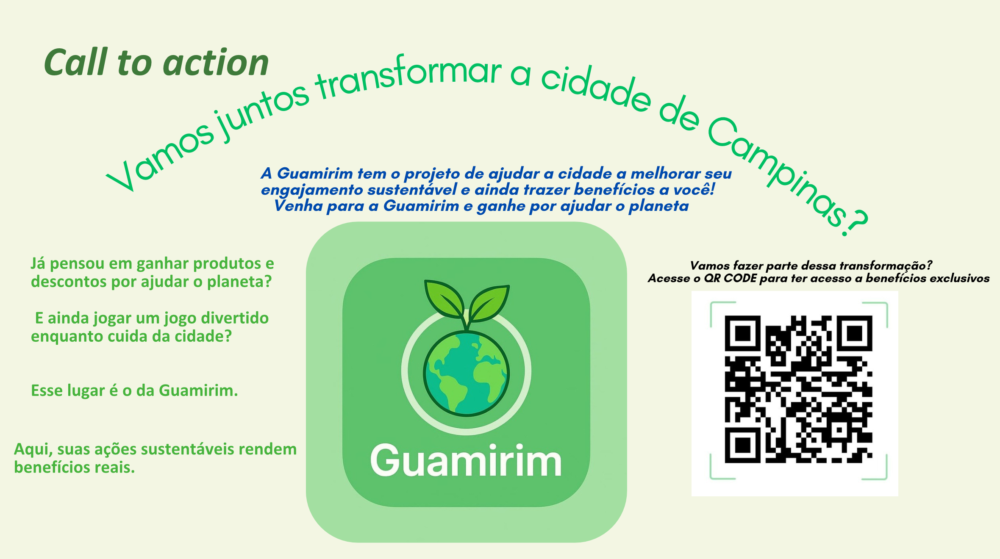 Call to action
Vamos juntos transformar a cidade de Campinas?
A Guamirim tem o projeto de ajudar a cidade a melhorar seu
engajamento sustentável e ainda trazer benefícios a você!
Venha para a Guamirim e ganhe por ajudar o planeta
Já pensou em ganhar produtos e
descontos por ajudar o planeta?
E ainda jogar um jogo divertido
enquanto cuida da cidade?
Esse lugar é o da Guamirim.
Aqui, suas ações sustentáveis rendem
benefícios reais.
Guamirim
Vamos fazer parte dessa transformação?
Acesse o QR CODE para ter acesso a benefícios exclusivos